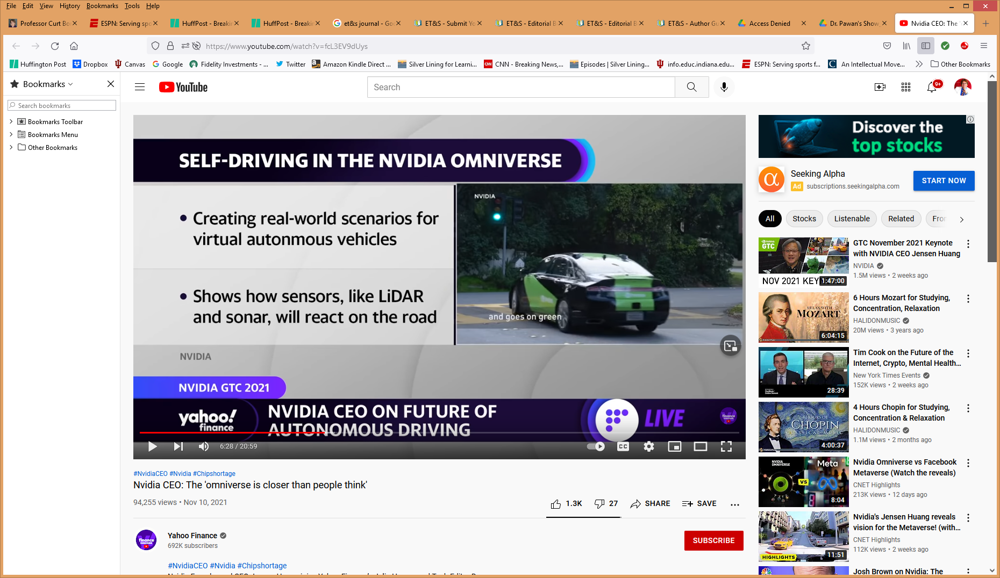 File Edit View History Bookmarks Tools Help
Professor Curt Bo
ESPN: Serving spo
HuffPost - Breakin
HuffPost - Breakin
et&s journal - Goo
ET&S - Submit Yo
ET&S - Editorial B
ET&S - Editorial B
ET&S - Author Gu
Access Denied
Dr. Pawan's Show
Nvidia CEO: The '
https://www.youtube.com/watch?v=fcL3EV9dUys
Huffington Post Dropbox Canvas Google Fidelity Investments - ... Twitter Amazon Kindle Direct ... Silver Lining for Learni... CNN - Breaking News,... Episodes | Silver Lining... info.educ.indiana.edu... ESPN: Serving sports f... An Intellectual Move... Other Bookmarks
Bookmarks
Search bookmarks
Bookmarks Toolbar
Bookmarks Menu
Other Bookmarks
YouTube
Search
9+
SELF-DRIVING IN THE NVIDIA OMNIVERSE
• Creating real-world scenarios for
virtual autonmous vehicles
• Shows how sensors, like LiDAR
and sonar, will react on the road
NVIDIA
and goes on green
NVIDIA
NVIDIA GTC 2021
yahoo!
finance
NVIDIA CEO ON FUTURE OF
AUTONOMOUS DRIVING
LIVE
6:28 / 20:59
CC
#NvidiaCEO #Nvidia #Chipshortage
Nvidia CEO: The 'omniverse is closer than people think'
94,255 views • Nov 10, 2021
1.3K 27 SHARE SAVE
Yahoo Finance
692K subscribers
SUBSCRIBE
#NvidiaCEO #Nvidia #Chipshortage
Discover the
top stocks
Seeking Alpha
Ad subscriptions.seekingalpha.com
START NOW
All Stocks Listenable Related Fro
NVIDIA
GTC
NOV 2021 KEY
1:47:00
GTC November 2021 Keynote
with NVIDIA CEO Jensen Huang
NVIDIA
1.5M views • 2 weeks ago
RELAX WITH
MOZART
6:04:15
6 Hours Mozart for Studying,
Concentration, Relaxation
HALIDONMUSIC
20M views • 3 years ago
28:39
Tim Cook on the Future of the
Internet, Crypto, Mental Health...
New York Times Events
152K views • 2 weeks ago
4 HOURS OF
CHOPIN
CLASSICAL MUSIC
4:00:37
4 Hours Chopin for Studying,
Concentration & Relaxation
HALIDONMUSIC
1.1M views • 2 months ago
NVIDIA
OMNIVERSE
VS
Meta
8:04
Nvidia Omniverse vs Facebook
Metaverse (Watch the reveals)
CNET Highlights
213K views • 12 days ago
HIGHLIGHTS
11:51
Nvidia's Jensen Huang reveals
vision for the Metaverse! (with...
CNET Highlights
112K views • 2 weeks ago
Josh Brown on Nvidia: The